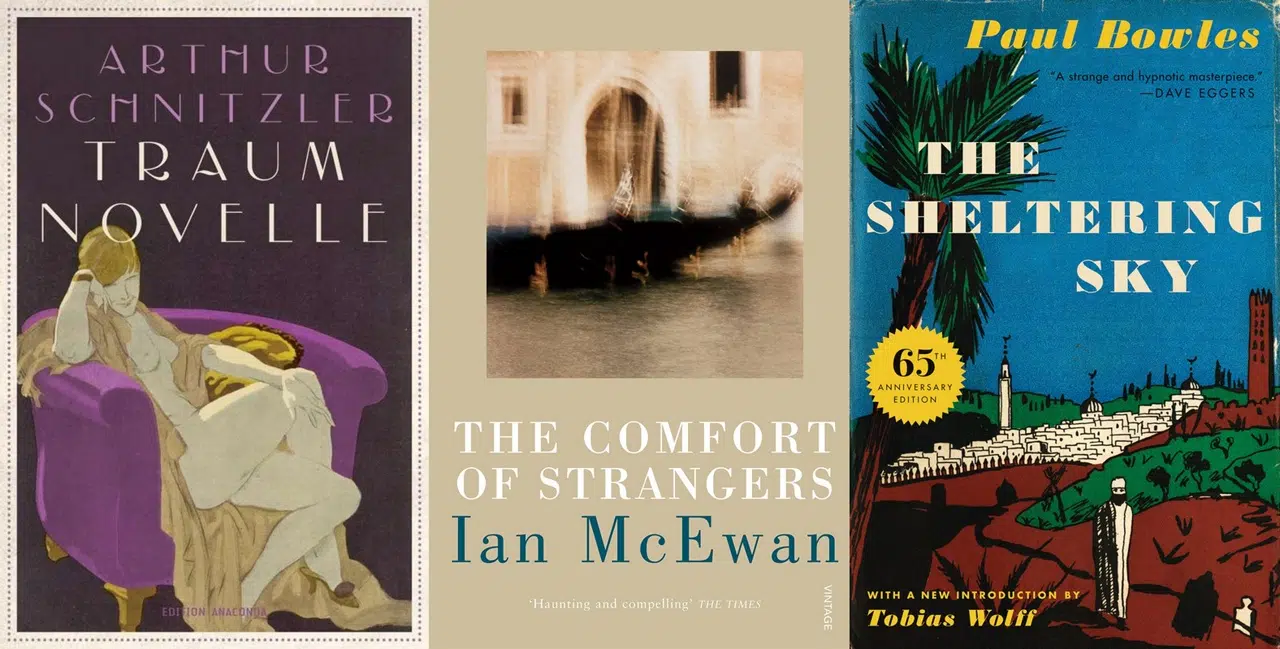 ARTHUR
SCHNITZLER
TRAUM
NOVELLE
EDITION ANACONDA
THE COMFORT
OF STRANGERS
Ian McEwan
‘Haunting and compelling’ THE TIMES
VINTAGE
Paul Bowles
“A strange and hypnotic masterpiece.”
—DAVE EGGERS
THE
SHELTERING
SKY
65TH
ANNIVERSARY
EDITION
WITH A NEW INTRODUCTION BY
Tobias Wolff